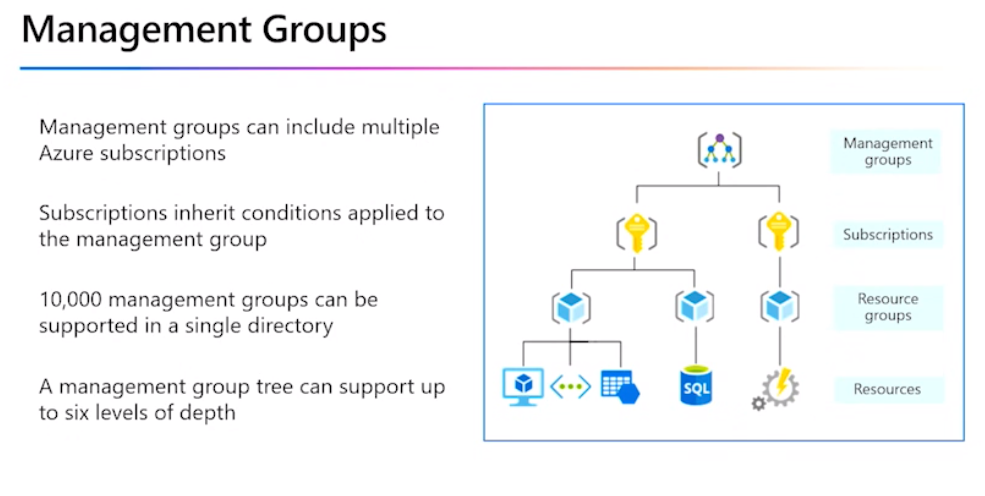 Management Groups
Management groups can include multiple
Azure subscriptions
Subscriptions inherit conditions applied to
the management group
10,000 management groups can be
supported in a single directory
A management group tree can support up
to six levels of depth
Management
groups
Subscriptions
Resource
groups
SQL
Resources